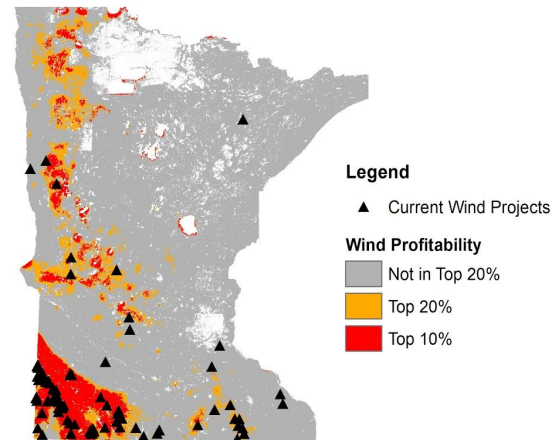 Legend
Current Wind Projects
Wind Profitability
Not in Top 20%
Top 20%
Top 10%